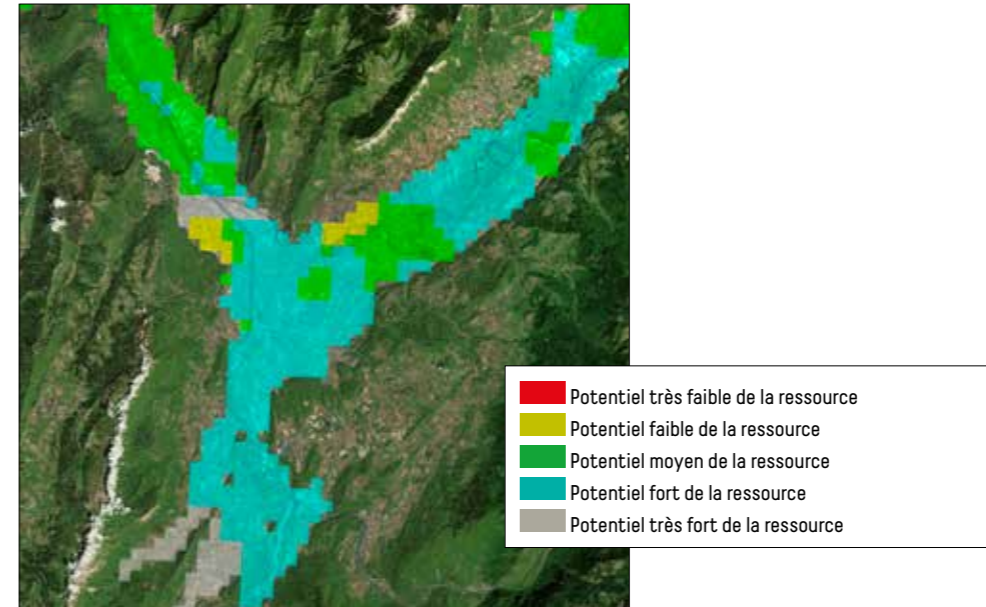 Potentiel très faible de la ressource
Potentiel faible de la ressource
Potentiel moyen de la ressource
Potentiel fort de la ressource
Potentiel très fort de la ressource